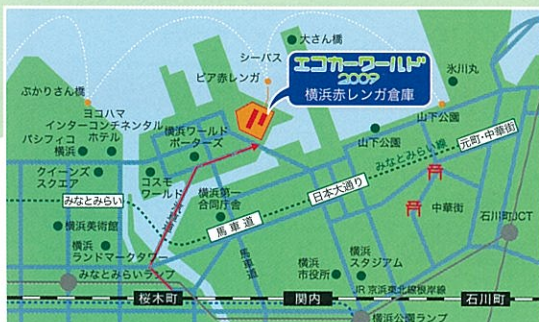 大さん橋
シーバス
エコカーワールド
2009
横浜赤レンガ倉庫
ピア赤レンガ
氷川丸
ぷかりさん橋
ヨコハマ
インターコンチネンタル
ホテル
パシフィコ
横浜
横浜ワールド
ポーターズ
山下公園
山下公園
みなとみらい線
元町・中華街
クイーンズ
スクエア
コスモ
ワールド
みなとみらい
横浜第一
合同庁舎
日本大通り
馬車道
中華街
石川町JCT
横浜美術館
横浜
ランドマークタワー
みなとみらいランプ
馬車道
横浜
市役所
横浜
スタジアム
JR京浜東北線根岸線
桜木町
関内
石川町
横浜公園ランプ